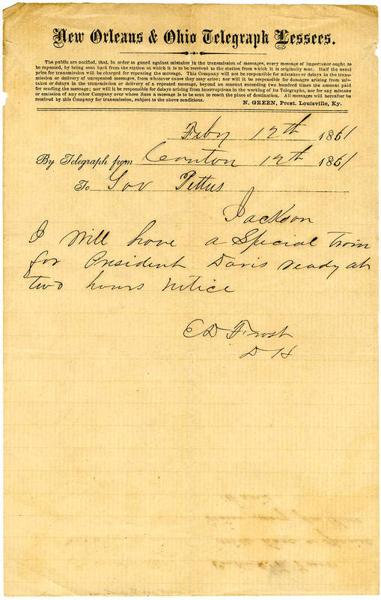 New Orleans & Ohio Telegraph Lessees.
The public are notified, that, in order to guard against mistakes in the transmission of messages, every message of importance ought to
be repeated, by being sent back from the station which it is to be received to the station from which it is originally sent. Half the usual
price for transmission will be charged for repeating the message. This Company will not be responsible for mistakes or delays in the trans-
mission or delivery of unrepeated messages, from whatever cause they may arise; nor will it be responsible for damages arising from mis-
takes or delays in the transmission or delivery of a repeated message, beyond an amount exceeding two hundred times the amount paid
for sending the message; nor will it be responsible for delays arising from interruptions in the working of its Telegraphs, nor for any mistake
or omission of any other Company over whose lines a message is to be sent to reach the place of destination. All messages will hereafter be
received by this Company for transmission, subject to the above conditions.
N. GREEN, Prest. Louisville, Ky.
Feby 12th 1861
By Telegraph from Canton 12th 1861
To Gov Pettus
Jackson
I Will have a Special Train
for President Davis ready at
two hours notice
E D Frost
D H